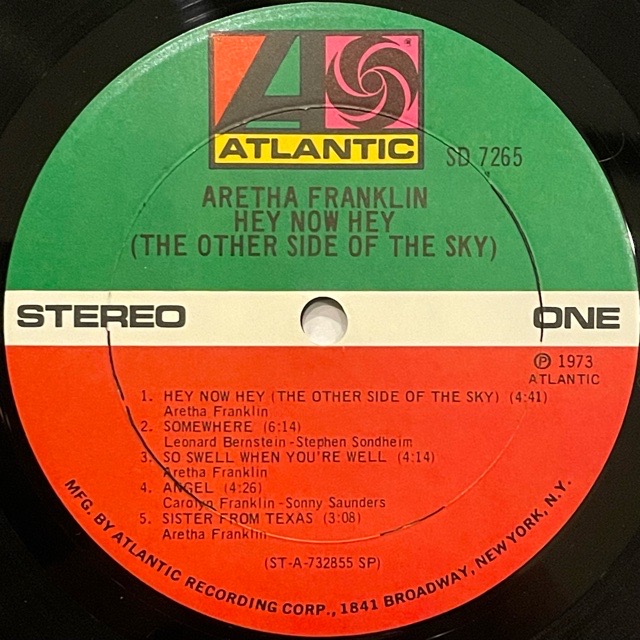 ATLANTIC
SD 7265
ARETHA FRANKLIN
HEY NOW HEY
(THE OTHER SIDE OF THE SKY)
STEREO
ONE
℗ 1973
ATLANTIC
1. HEY NOW HEY (THE OTHER SIDE OF THE SKY) (4:41)
Aretha Franklin
2. SOMEWHERE (6:14)
Leonard Bernstein-Stephen Sondheim
3. SO SWELL WHEN YOU'RE WELL (4:14)
Aretha Franklin
4. ANGEL (4:26)
Carolyn Franklin-Sonny Saunders
5. SISTER FROM TEXAS (3:08)
Aretha Franklin
(ST-A-732855 SP)
MFG. BY ATLANTIC RECORDING CORP., 1841 BROADWAY, NEW YORK, N.Y.